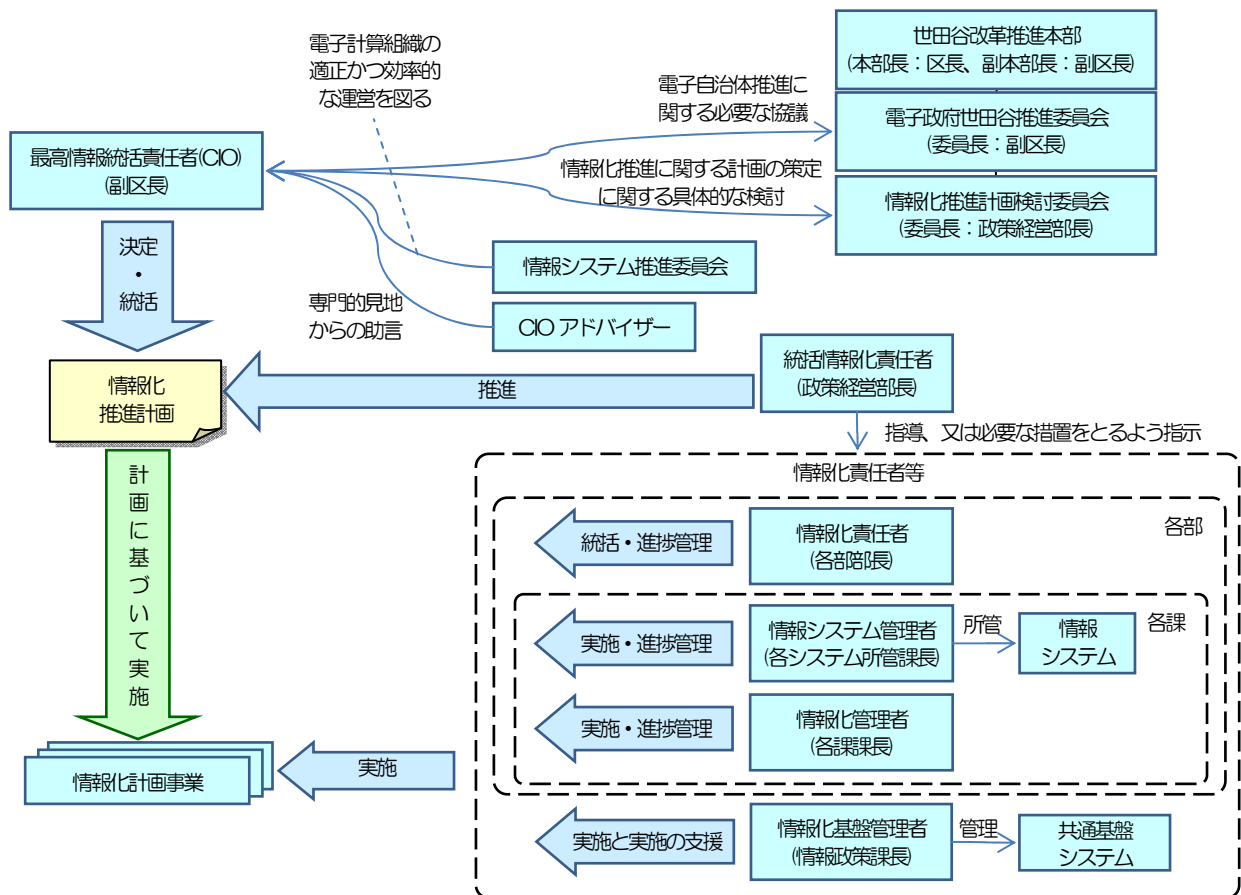 電子計算組織の
適正かつ効率的
な運営を図る
世田谷改革推進本部
(本部長：区長、副本部長：副区長)
電子自治体推進に
関する必要な協議
電子政府世田谷推進委員会
(委員長：副区長)
最高情報統括責任者(CIO)
(副区長)
情報化推進に関する計画の策定
に関する具体的な検討
情報化推進計画検討委員会
(委員長：政策経営部長)
決定
・
統括
情報システム推進委員会
専門的見地
からの助言
CIO アドバイザー
情報化
推進計画
推進
統括情報化責任者
(政策経営部長)
指導、又は必要な措置をとるよう指示
情報化責任者等
計画に基づいて実施
各部
統括・進捗管理
情報化責任者
(各部部長)
各課
実施・進捗管理
情報システム管理者
(各システム所管課長)
所管
情報
システム
実施・進捗管理
情報化管理者
(各課課長)
情報化計画事業
実施
実施と実施の支援
情報化基盤管理者
(情報政策課長)
管理
共通基盤
システム